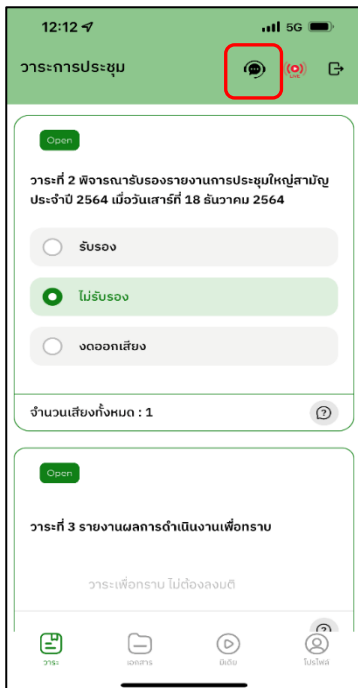 12:12
5G
วาระการประชุม
LIVE
Open
วาระที่ 2 พิจารณารับรองรายงานการประชุมใหญ่สามัญ
ประจำปี 2564 เมื่อวันเสาร์ที่ 18 ธันวาคม 2564
รับรอง
ไม่รับรอง
งดออกเสียง
จำนวนเสียงทั้งหมด : 1
Open
วาระที่ 3 รายงานผลการดำเนินงานเพื่อทราบ
วาระเพื่อทราบ ไม่ต้องลงมติ
วาระ
เอกสาร
มีเดีย
โปรไฟล์